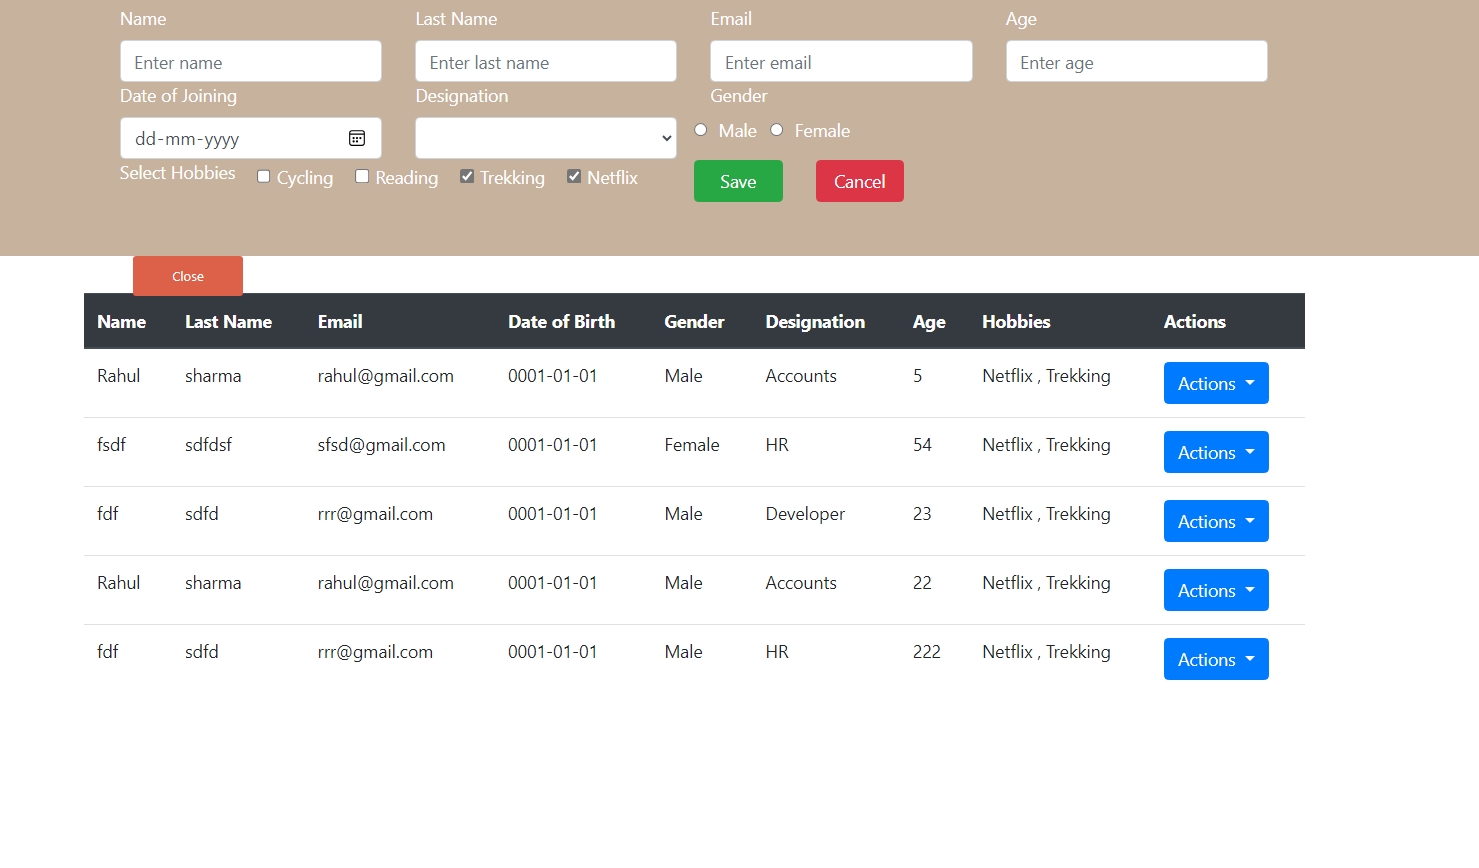 Name Last Name Email Age
Enter name Enter last name Enter email Enter age
Date of Joining Designation Gender
dd-mm-yyyy Male Female
Select Hobbies Cycling Reading Trekking Netflix Save Cancel
Close
Name Last Name Email Date of Birth Gender Designation Age Hobbies Actions
Rahul sharma rahul@gmail.com 0001-01-01 Male Accounts 5 Netflix , Trekking Actions
fsdf sdfdsf sfsd@gmail.com 0001-01-01 Female HR 54 Netflix , Trekking Actions
fdf sdfd rrr@gmail.com 0001-01-01 Male Developer 23 Netflix , Trekking Actions
Rahul sharma rahul@gmail.com 0001-01-01 Male Accounts 22 Netflix , Trekking Actions
fdf sdfd rrr@gmail.com 0001-01-01 Male HR 222 Netflix , Trekking Actions